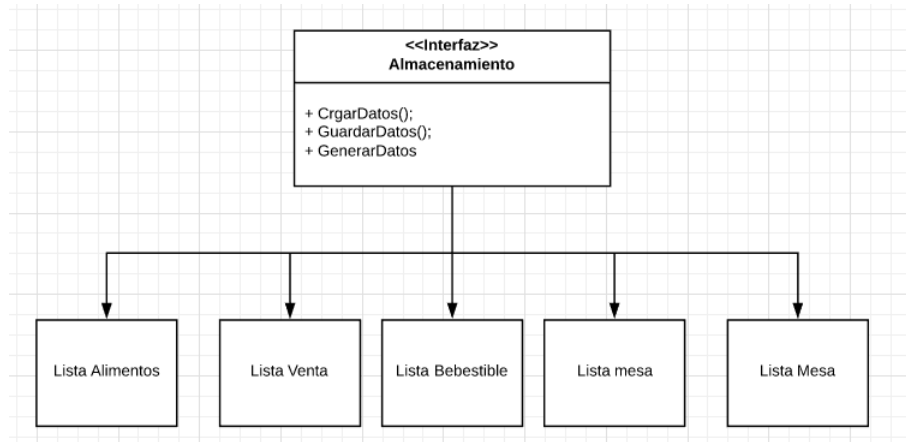 <<Interfaz>>
Almacenamiento
+ CrgarDatos();
+ GuardarDatos();
+ GenerarDatos
Lista Alimentos
Lista Venta
Lista Bebestible
Lista mesa
Lista Mesa